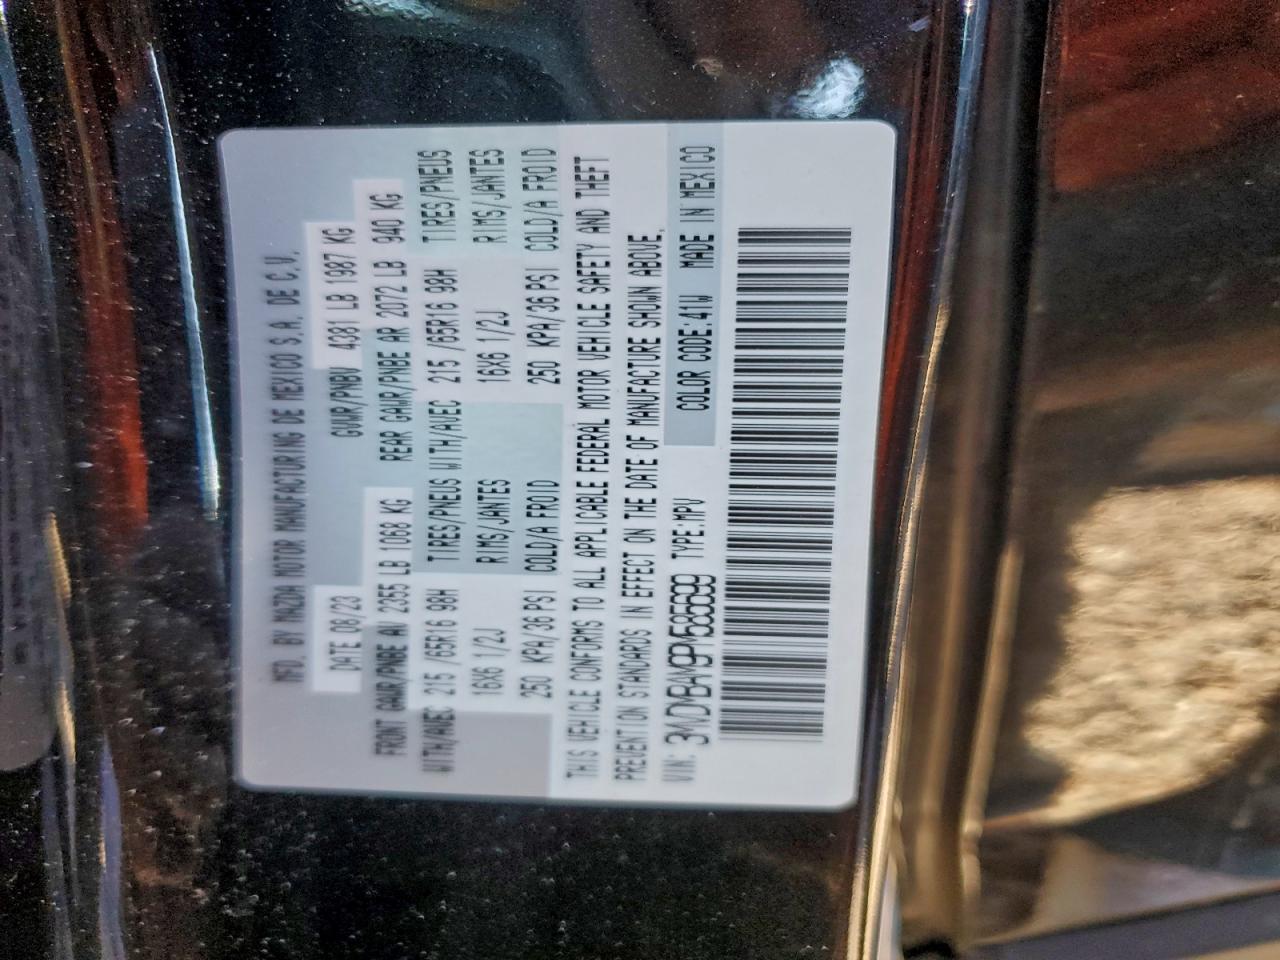 MFD. BY MAZDA MOTOR MANUFACTURING DE MEXICO S.A. DE C.V.
DATE 08/23 GVWR/PNBV 4381 LB 1987 KG
FRONT GAWR/PNBE AV 2355 LB 1068 KG REAR GAWR/PNBE AR 2072 LB 940 KG
WITH/AVEC 215 /65R16 98H TIRES/PNEUS WITH/AVEC 215 /65R16 98H TIRES/PNEUS
16X6 1/2J RIMS/JANTES 16X6 1/2J RIMS/JANTES
250 KPA/36 PSI COLD/A FROID 250 KPA/36 PSI COLD/A FROID
THIS VEHICLE CONFORMS TO ALL APPLICABLE FEDERAL MOTOR VEHICLE SAFETY AND THEFT
PREVENTION STANDARDS IN EFFECT ON THE DATE OF MANUFACTURE SHOWN ABOVE.
VIN: 3MVDMBAM9PM585699 TYPE:MPV COLOR CODE:41W MADE IN MEXICO